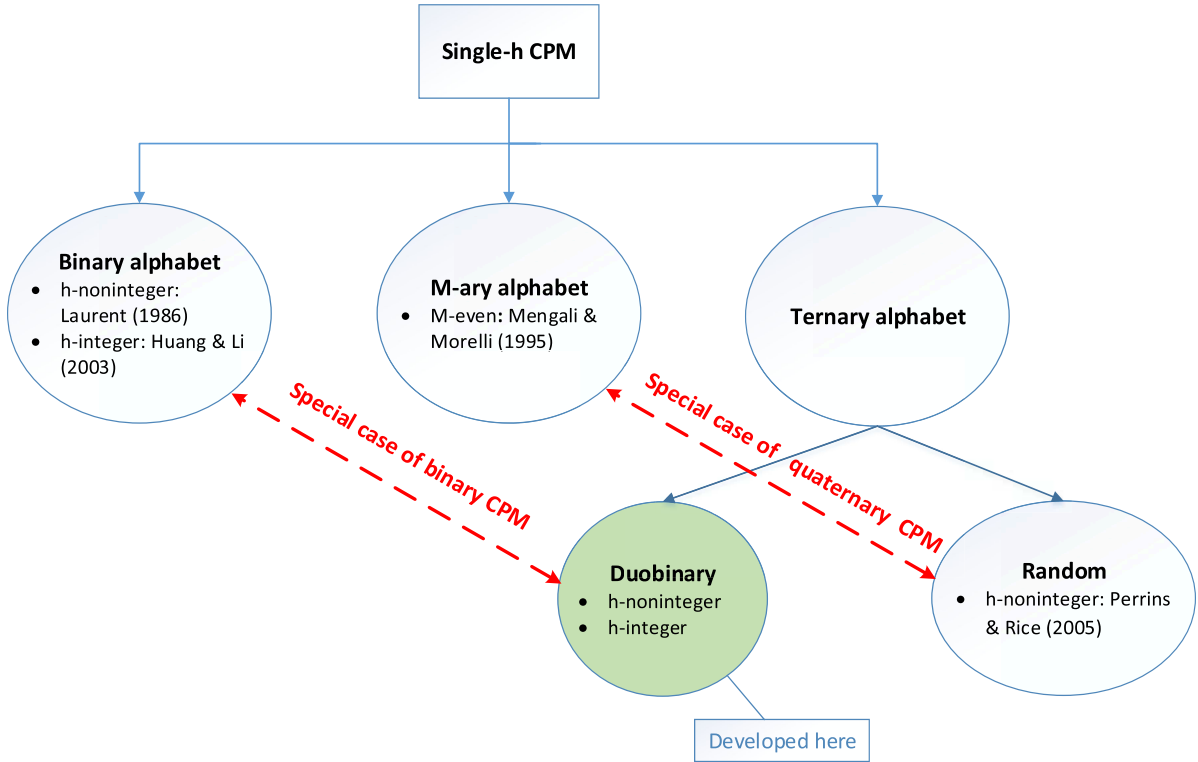 Single-h CPM
Binary alphabet
• h-noninteger:
Laurent (1986)
• h-integer: Huang & Li
(2003)
M-ary alphabet
• M-even: Mengali &
Morelli (1995)
Ternary alphabet
Special case of binary CPM
Special case of quaternary CPM
Duobinary
• h-noninteger
• h-integer
Random
• h-noninteger: Perrins
& Rice (2005)
Developed here